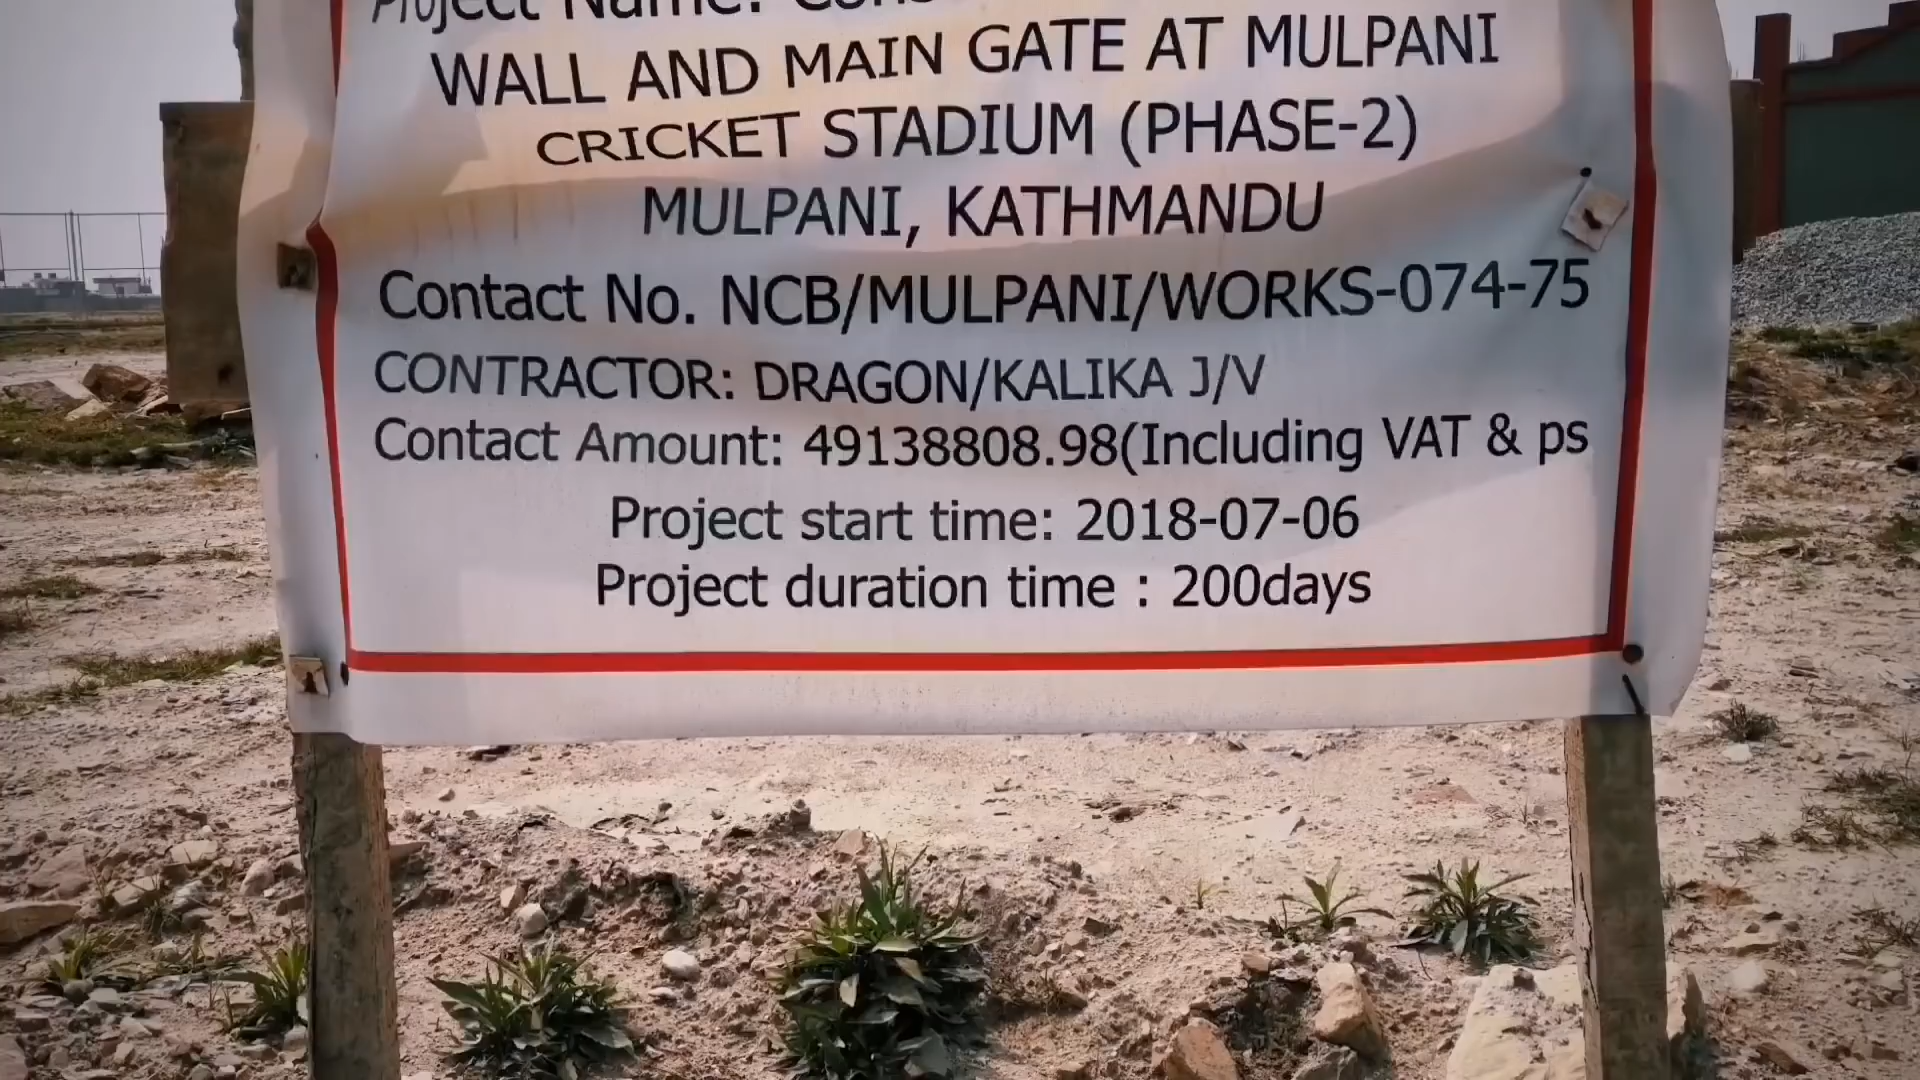 Project Name:
WALL AND MAIN GATE AT MULPANI
CRICKET STADIUM (PHASE-2)
MULPANI, KATHMANDU
Contact No. NCB/MULPANI/WORKS-074-75
CONTRACTOR: DRAGON/KALIKA J/V
Contact Amount: 49138808.98(Including VAT & ps
Project start time: 2018-07-06
Project duration time : 200days